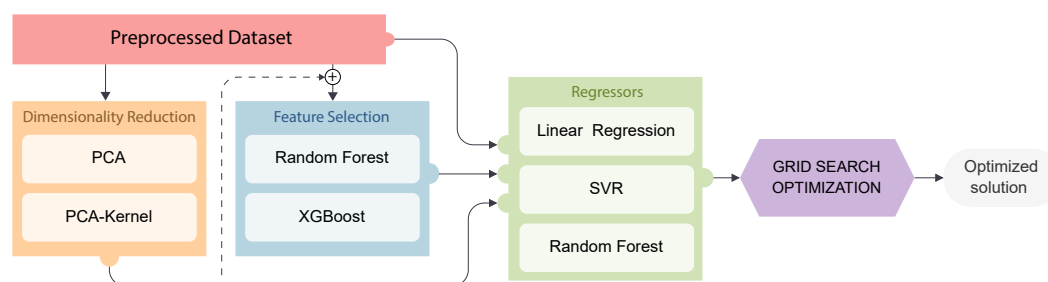 Preprocessed Dataset
Dimensionality Reduction
PCA
PCA-Kernel
Feature Selection
Random Forest
XGBoost
Regressors
Linear Regression
SVR
Random Forest
GRID SEARCH
OPTIMIZATION
Optimized
solution